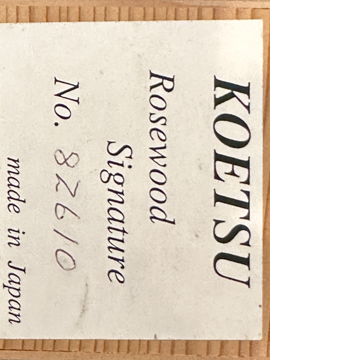 KOETSU
Rosewood
Signature
No. 82610
made in Japan